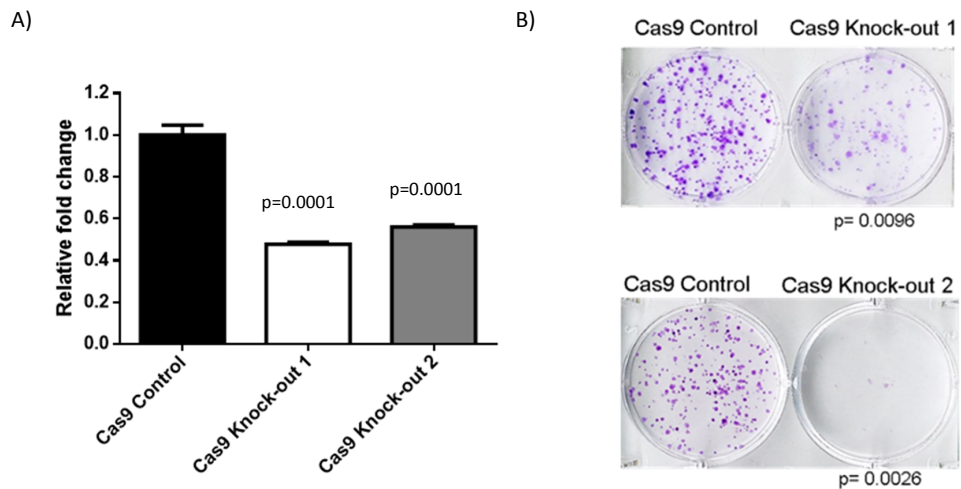 A)
Relative fold change
1.2
1.0
0.8
0.6
0.4
0.2
0.0
p=0.0001
p=0.0001
Cas9 Control
Cas9 Knock-out 1
Cas9 Knock-out 2
B)
Cas9 Control Cas9 Knock-out 1
p= 0.0096
Cas9 Control Cas9 Knock-out 2
p= 0.0026